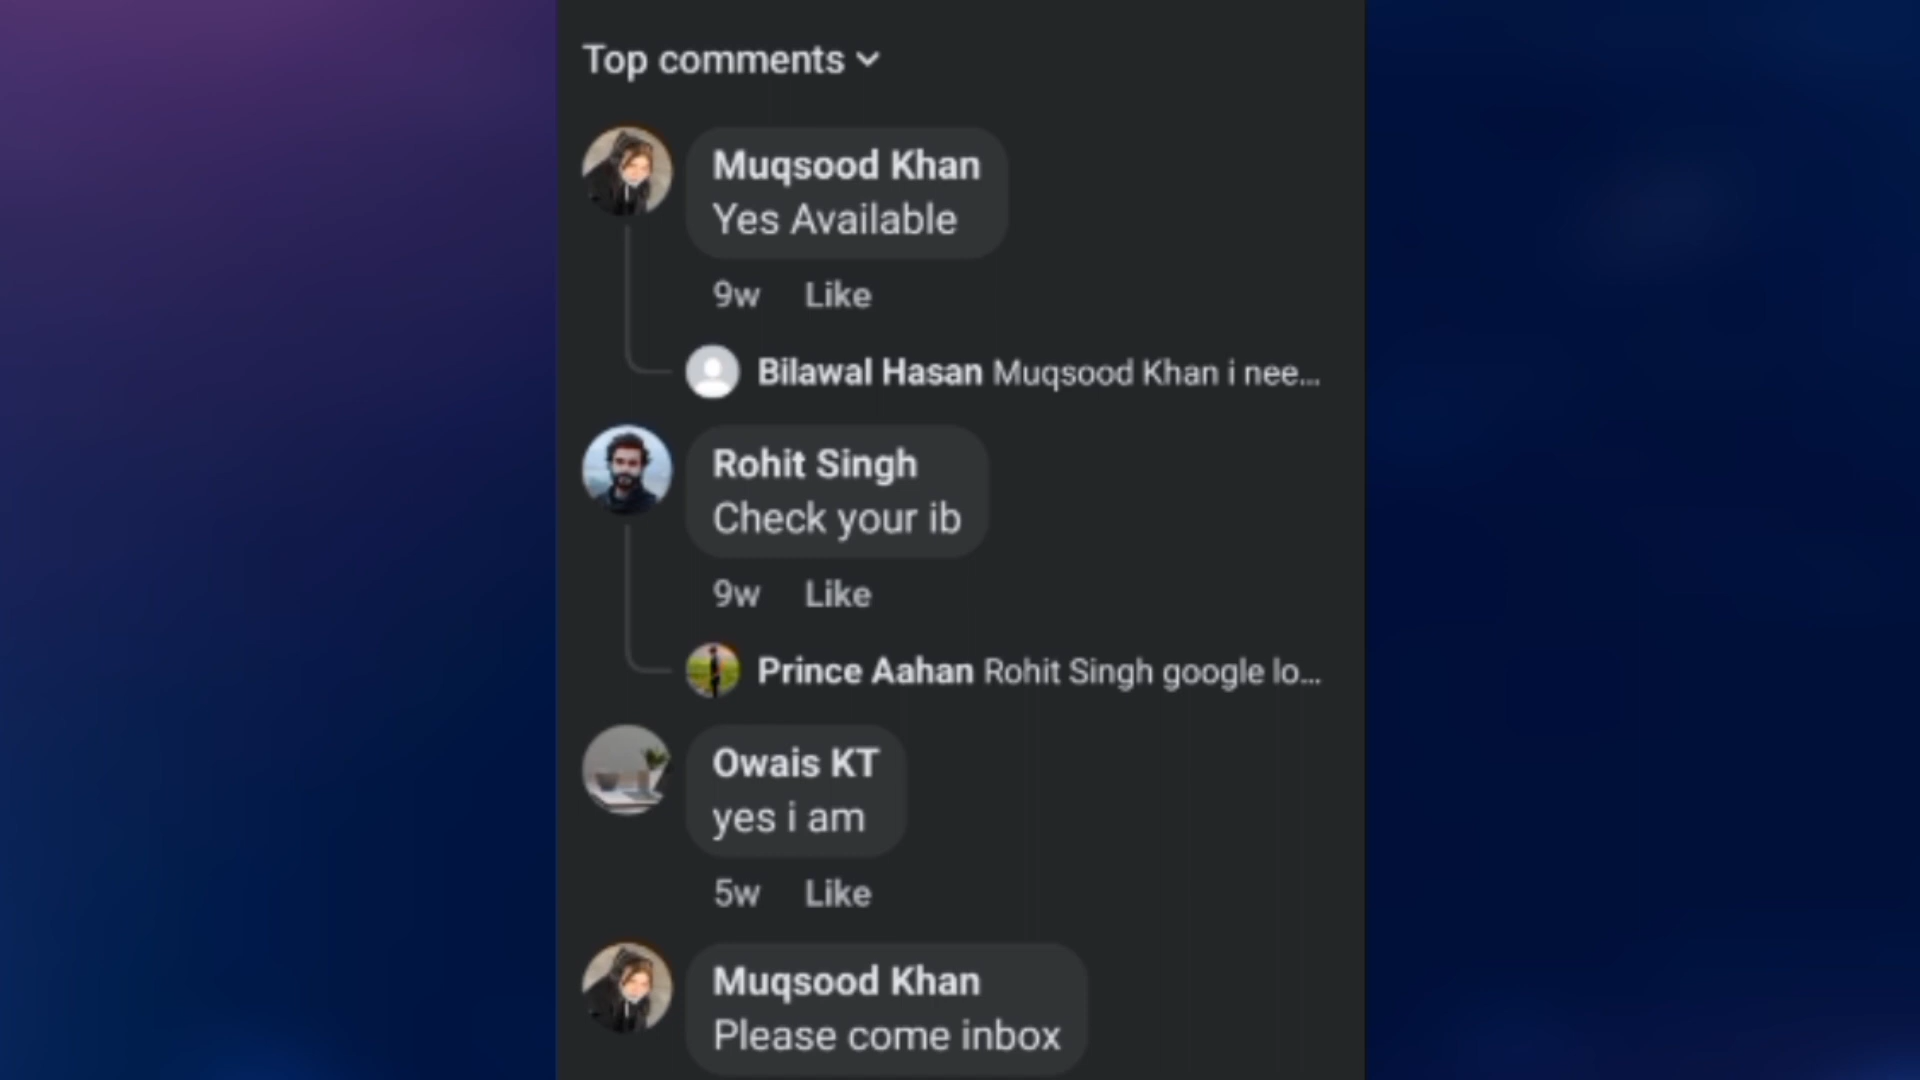 Top comments
Muqsood Khan
Yes Available
9w Like
Bilawal Hasan Muqsood Khan i nee...
Rohit Singh
Check your ib
9w Like
Prince Aahan Rohit Singh google lo...
Owais KT
yes i am
5w Like
Muqsood Khan
Please come inbox